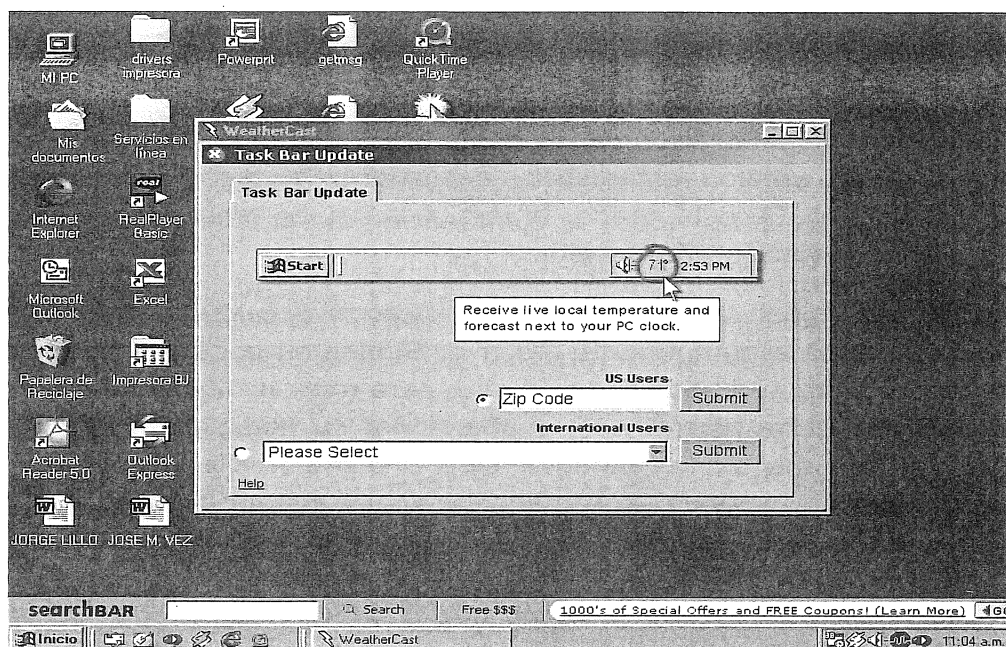 MI PC
drivers
impresora
Powerpnt
getmsg
QuickTime
Player
Mis
documentos
Servicios en
línea
Internet
Explorer
real
RealPlayer
Basic
Microsoft
Outlook
Excel
Papelera de
Reciclaje
Impresora BJ
Acrobat
Reader 5.0
Outlook
Express
JORGE LILLO
JOSE M. VEZ
WeatherCast
Task Bar Update
Task Bar Update
Start
71° 2:53 PM
Receive live local temperature and
forecast next to your PC clock.
US Users
Zip Code Submit
International Users
Please Select Submit
Help
searchBAR Search Free $$$ 1000's of Special Offers and FREE Coupons! (Learn More) GO
Inicio WeatherCast 11:04 a.m.